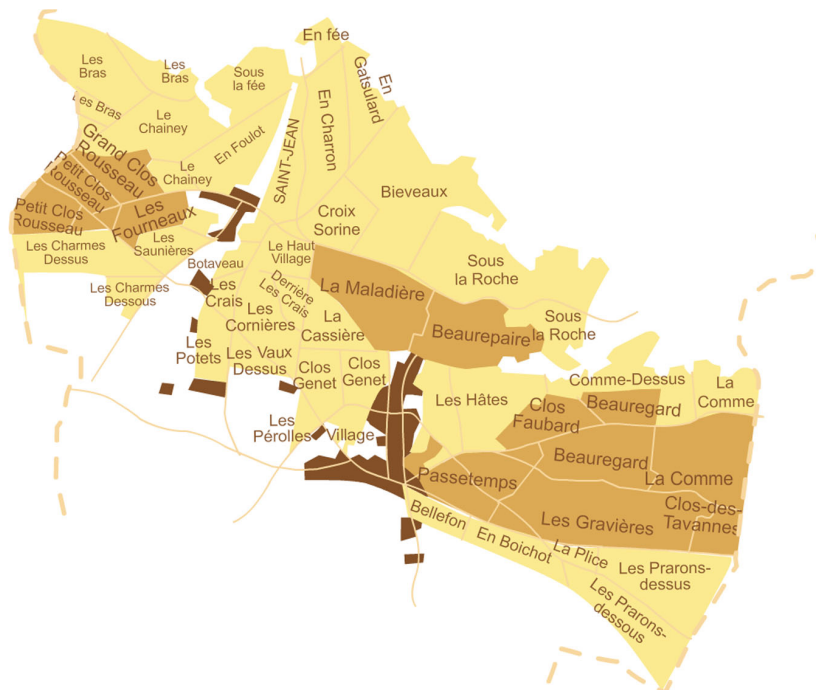 En fée
Les
Bras
Les
Bras
Sous
la fée
En
Gatsulard
Les Bras
Le
Chainey
En Charron
Grand Clos
Rousseau
En Foulot
SAINT-JEAN
Petit Clos
Rousseau
Le
Chainey
Bieveaux
Petit Clos
Rousseau
Les
Fourneaux
Croix
Sorine
Les Charmes
Dessus
Les
Saunières
Le Haut
Village
Sous
la Roche
Botaveau
Les Charmes
Dessous
Les
Crais
Derrière
Les Crais
La Maladière
Les
Cornières
La
Cassière
Beaurepaire
Sous
la Roche
Les
Potets
Les Vaux
Dessus
Clos
Genet
Clos
Genet
Comme-Dessus
La
Comme
Les Hâtes
Clos
Faubard
Beauregard
Les
Pérolles
Village
Beauregard
Passetemps
La Comme
Clos-des-
Tavannes
Bellefon
Les Gravières
En Boichot
La Plice
Les Prarons-
dessus
Les Prarons-
dessous